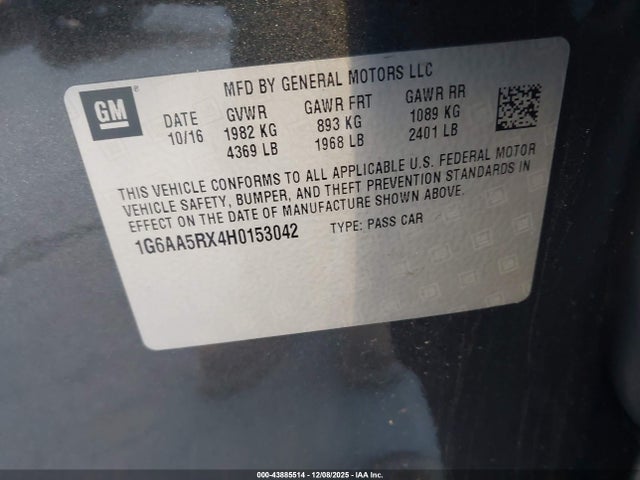 GM
MFD BY GENERAL MOTORS LLC
DATE GVWR GAWR FRT GAWR RR
10/16 1982 KG 893 KG 1089 KG
4369 LB 1968 LB 2401 LB
THIS VEHICLE CONFORMS TO ALL APPLICABLE U.S. FEDERAL MOTOR
VEHICLE SAFETY, BUMPER, AND THEFT PREVENTION STANDARDS IN
EFFECT ON THE DATE OF MANUFACTURE SHOWN ABOVE.
1G6AA5RX4H0153042 TYPE: PASS CAR
000-43885514 - 12/08/2025 - IAA Inc.